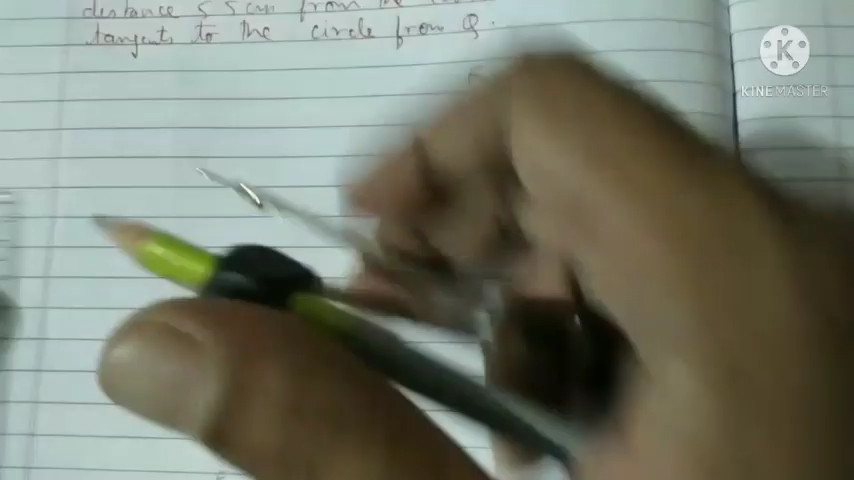 distance 5.5 cm from the
tangents to the circle from Q.
K
KINEMASTER